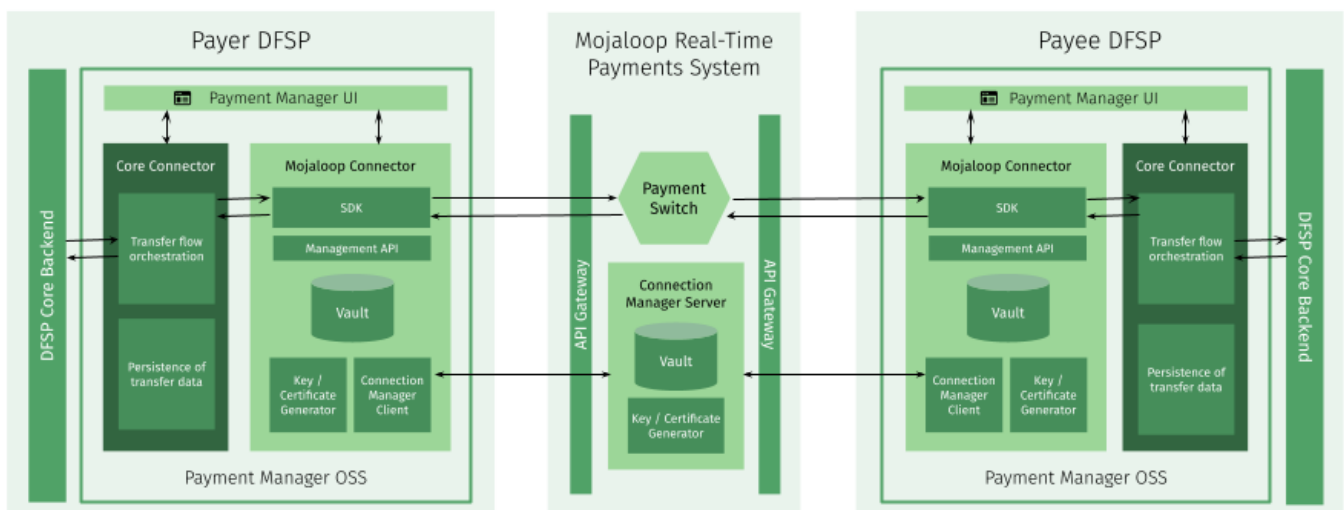 Payer DFSP
DFSP Core Backend
Payment Manager UI
Core Connector
Transfer flow
orchestration
Persistence of
transfer data
Mojaloop Connector
SDK
Management API
Vault
Key /
Certificate
Generator
Connection
Manager
Client
Payment Manager OSS
Mojaloop Real-Time
Payments System
API Gateway
Payment
Switch
Connection
Manager Server
Vault
Key / Certificate
Generator
API Gateway
Payee DFSP
Payment Manager UI
Mojaloop Connector
SDK
Management API
Vault
Connection
Manager
Client
Key /
Certificate
Generator
Core Connector
Transfer flow
orchestration
Persistence of
transfer data
Payment Manager OSS
DFSP Core Backend